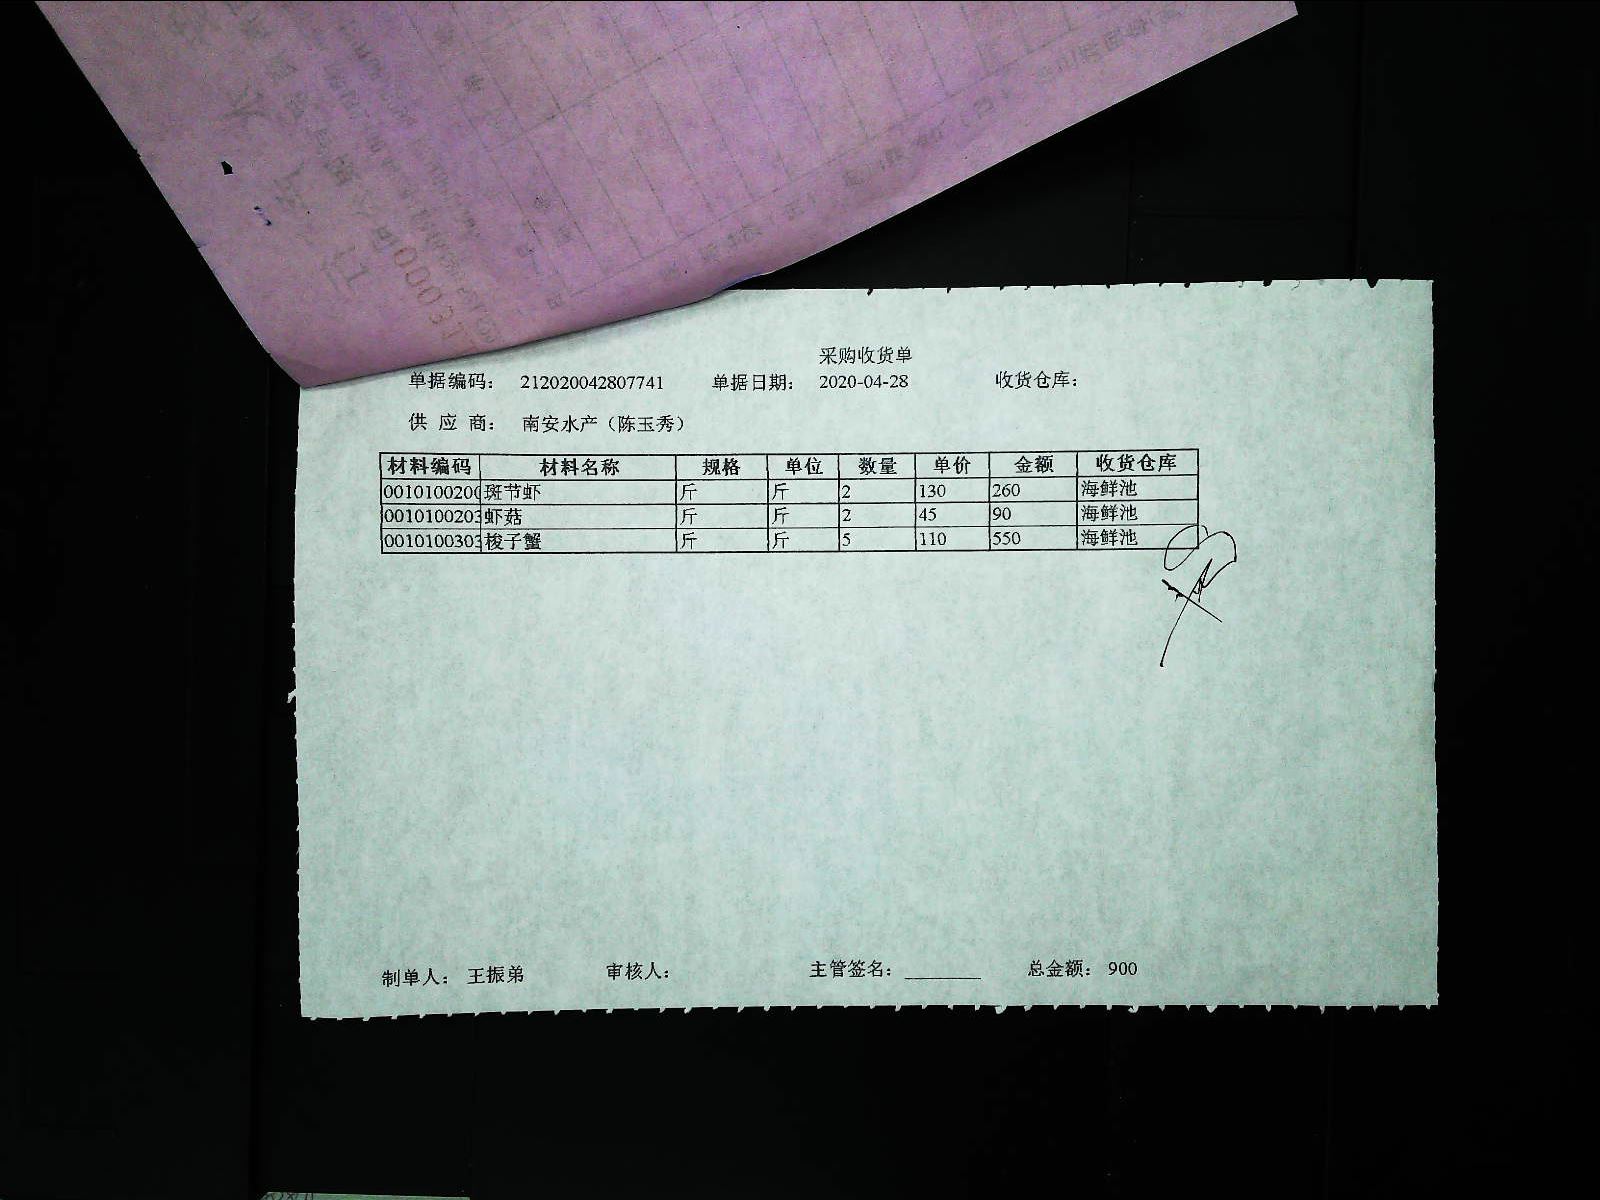 采购收货单
单据编码： 212020042807741 单据日期： 2020-04-28 收货仓库：
供 应 商： 南安水产（陈玉秀）
材料编码 材料名称 规格 单位 数量 单价 金额 收货仓库
0010100200 斑节虾 斤 斤 2 130 260 海鲜池
0010100203 虾菇 斤 斤 2 45 90 海鲜池
0010100303 梭子蟹 斤 斤 5 110 550 海鲜池
制单人： 王振弟 审核人： 主管签名：________ 总金额： 900